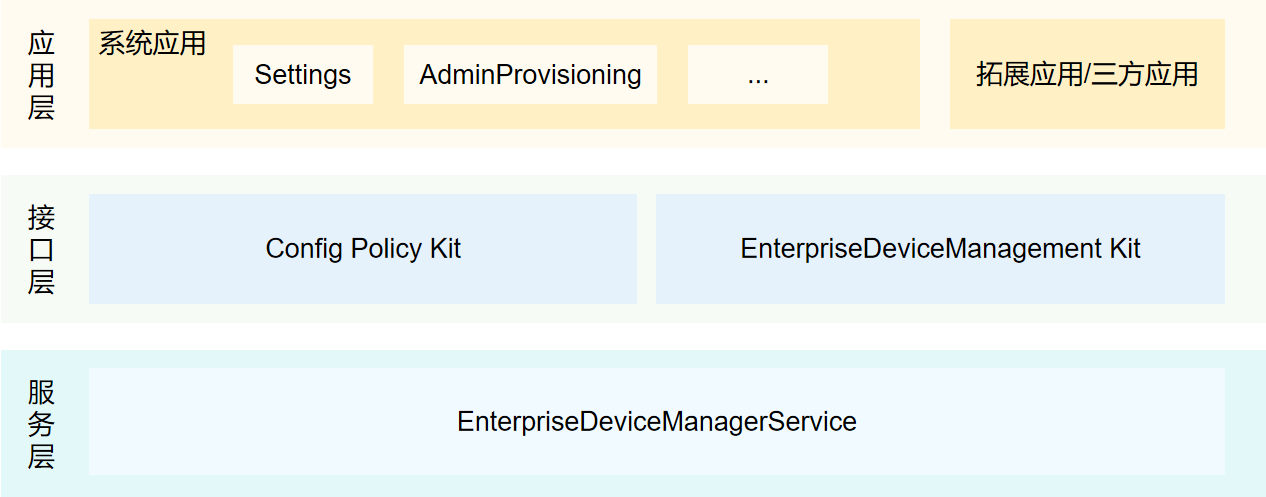 应用层
系统应用
Settings
AdminProvisioning
...
拓展应用/三方应用
接口层
Config Policy Kit
EnterpriseDeviceManagement Kit
服务层
EnterpriseDeviceManagerService